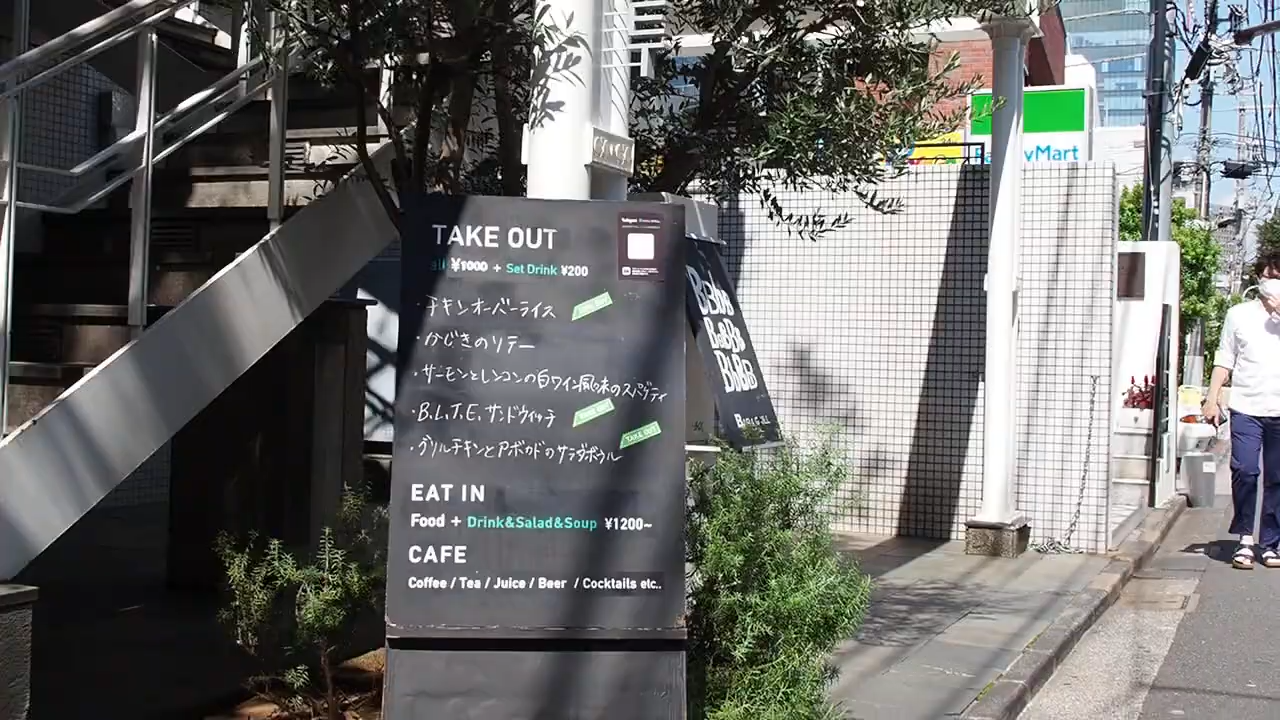 TAKE OUT
all ¥1000 + Set Drink ¥200
・チキンオーバーライス TAKE OUT
・かじきのソテー
・サーモンとレンコンの白ワイン風味のスパゲティ
・B.L.T.E.サンドウィッチ TAKE OUT
・グリルチキンとアボカドのサラダボウル TAKE OUT
EAT IN
Food + Drink&Salad&Soup ¥1200~
CAFE
Coffee / Tea / Juice / Beer / Cocktails etc..